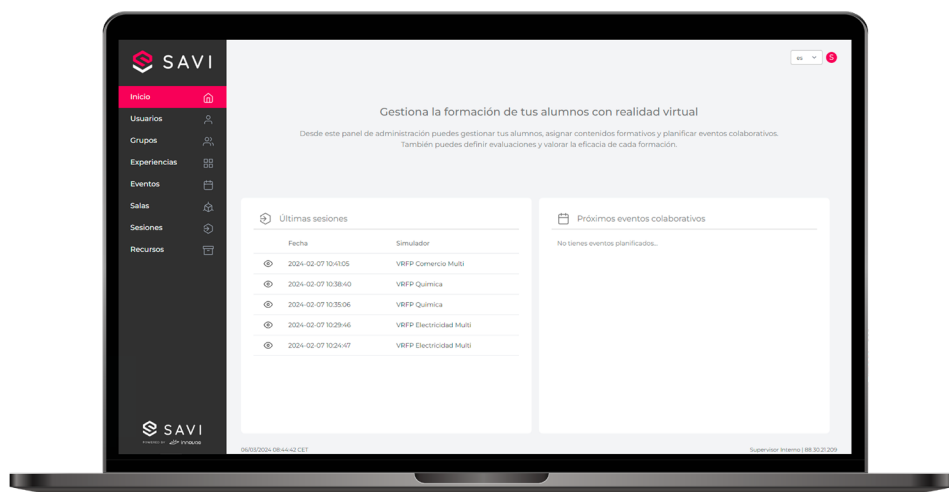 SAVI
es
S
Inicio
Usuarios
Grupos
Experiencias
Eventos
Salas
Sesiones
Recursos
Gestiona la formación de tus alumnos con realidad virtual
Desde este panel de administración puedes gestionar tus alumnos, asignar contenidos formativos y planificar eventos colaborativos.
También puedes definir evaluaciones y valorar la eficacia de cada formación.
Últimas sesiones
Fecha Simulador
2024-02-07 10:41:05 VRFP Comercio Multi
2024-02-07 10:38:40 VRFP Quimica
2024-02-07 10:35:06 VRFP Quimica
2024-02-07 10:29:46 VRFP Electricidad Multi
2024-02-07 10:24:47 VRFP Electricidad Multi
Próximos eventos colaborativos
No tienes eventos planificados...
SAVI
POWERED BY innovae
06/03/2024 08:44:42 CET
Supervisor Interno | 88.30.21.209